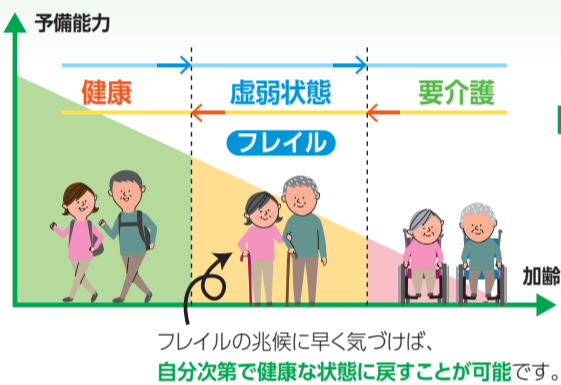 予備能力
健康
虚弱状態
要介護
フレイル
加齢
フレイルの兆候に早く気づけば、
自分次第で健康な状態に戻すことが可能です。